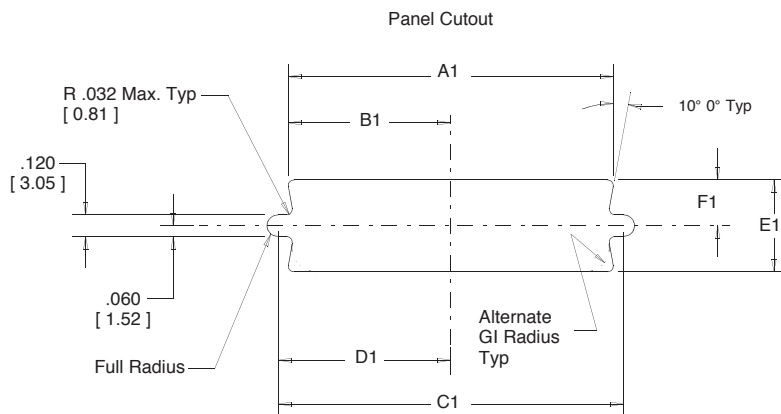 Panel Cutout
A1
R .032 Max. Typ
[ 0.81 ]
10° 0° Typ
B1
.120
[ 3.05 ]
F1
E1
.060
[ 1.52 ]
Alternate
GI Radius
Typ
Full Radius
D1
C1